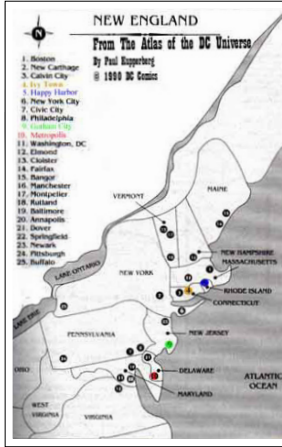 NEW ENGLAND
From The Atlas of the DC Universe
By Paul Kupperberg
@ 1990 DC Comics
N
1. Boston
2. New Carthage
3. Calvin City
4. Ivy Town
5. Happy Harbor
6. New York City
7. Civic City
8. Philadelphia
9. Gotham City
10. Metropolis
11. Washington, DC
12. Elmond
13. Cloister
14. Fairfax
15. Bangor
16. Manchester
17. Montpelier
18. Rutland
19. Baltimore
20. Annapolis
21. Dover
22. Springfield
23. Newark
24. Pittsburgh
25. Buffalo
MAINE
VERMONT
NEW HAMPSHIRE
MASSACHUSETTS
LAKE ONTARIO
NEW YORK
RHODE ISLAND
CONNECTICUT
LAKE ERIE
NEW JERSEY
PENNSYLVANIA
OHIO
DELAWARE
ATLANTIC
OCEAN
MARYLAND
WEST
VIRGINIA
VIRGINIA